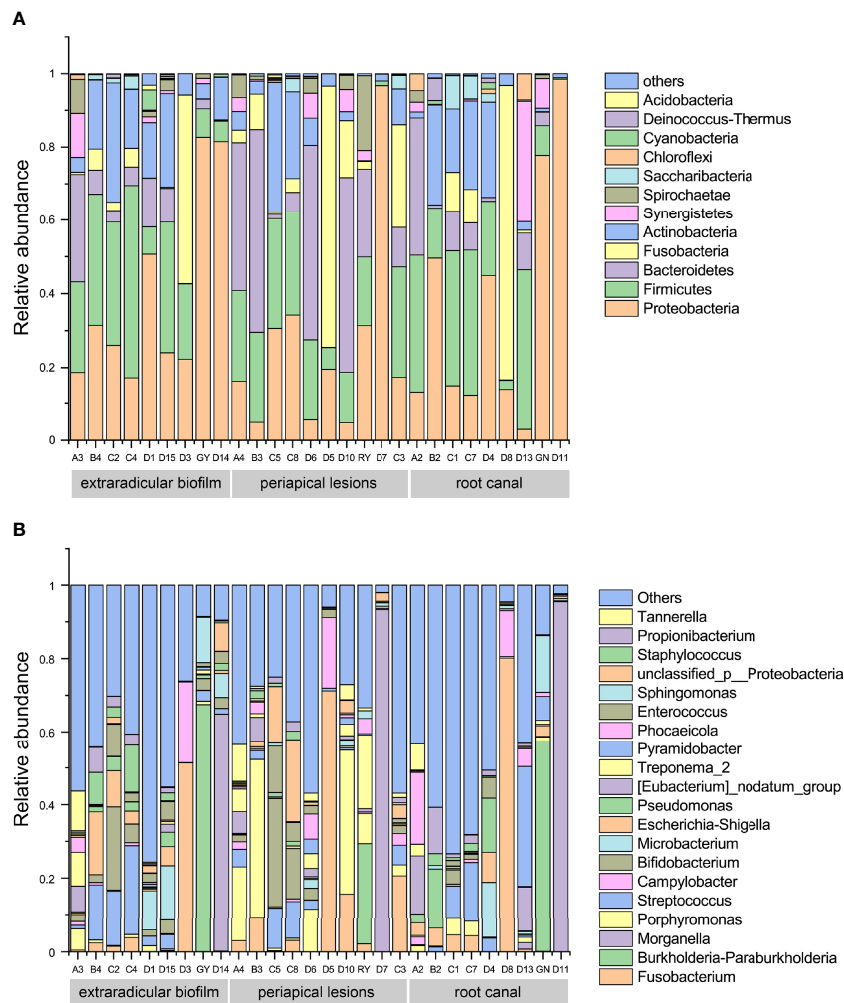 A
Relative abundance
1
0.8
0.6
0.4
0.2
0
A3 B4 C2 C4 D1 D15 D3 GY D14 A4 B3 C5 C8 D6 D5 D10 RY D7 C3 A2 B2 C1 C7 D4 D8 D13 GN D11
extraradicular biofilm periapical lesions root canal
others
Acidobacteria
Deinococcus-Thermus
Cyanobacteria
Chloroflexi
Saccharibacteria
Spirochaetae
Synergistetes
Actinobacteria
Fusobacteria
Bacteroidetes
Firmicutes
Proteobacteria
B
Relative abundance
1
0.8
0.6
0.4
0.2
0
A3 B4 C2 C4 D1 D15 D3 GY D14 A4 B3 C5 C8 D6 D5 D10 RY D7 C3 A2 B2 C1 C7 D4 D8 D13 GN D11
extraradicular biofilm periapical lesions root canal
Others
Tannerella
Propionibacterium
Staphylococcus
unclassified_p__Proteobacteria
Sphingomonas
Enterococcus
Phocaeicola
Pyramidobacter
Treponema_2
[Eubacterium]_nodatum_group
Pseudomonas
Escherichia-Shigella
Microbacterium
Bifidobacterium
Campylobacter
Streptococcus
Porphyromonas
Morganella
Burkholderia-Paraburkholderia
Fusobacterium